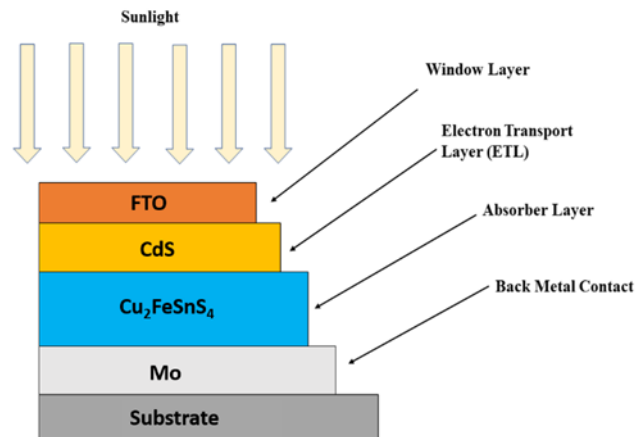 Sunlight
Window Layer
Electron Transport
Layer (ETL)
FTO
Absorber Layer
CdS
Back Metal Contact
Cu₂FeSnS₄
Mo
Substrate